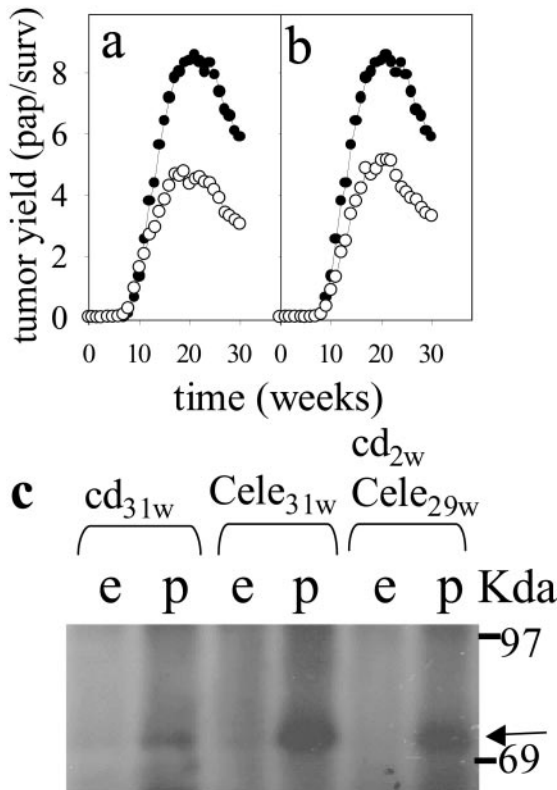 a b
8
6
4
2
0
0 10 20 30 0 10 20 30
tumor yield (pap/surv)
time (weeks)
c
cd31w Cele31w cd2w Cele29w
e p e p e p Kda
97
69